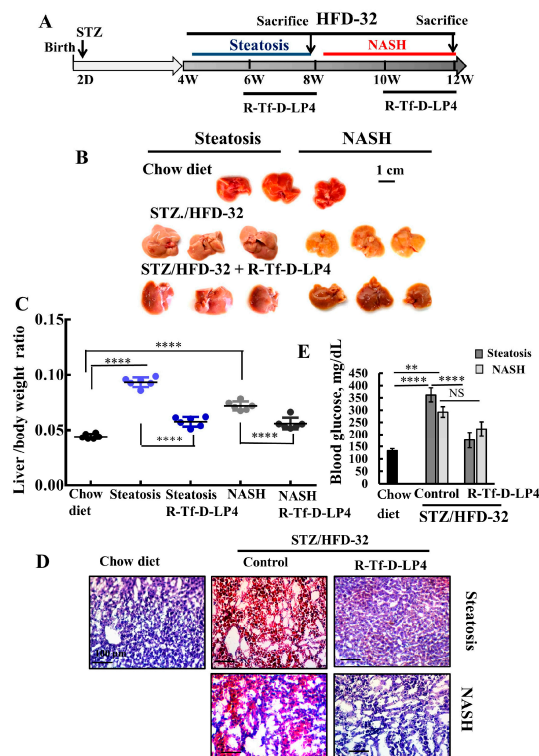 A
STZ
Birth
2D
Sacrifice HFD-32 Sacrifice
Steatosis NASH
4W 6W 8W 10W 12W
R-Tf-D-LP4 R-Tf-D-LP4
B
Steatosis NASH
Chow diet
1 cm
STZ./HFD-32
STZ/HFD-32 + R-Tf-D-LP4
C
Liver /body weight ratio
0.15
0.10
0.05
0.0
****
****
****
****
Chow diet
Steatosis
Steatosis R-Tf-D-LP4
NASH
NASH R-Tf-D-LP4
E
Blood glucose, mg/dL
450
400
350
300
250
200
150
100
50
0
Steatosis
NASH
**
**** ****
NS
Chow diet
Control R-Tf-D-LP4
STZ/HFD-32
D
STZ/HFD-32
Chow diet Control R-Tf-D-LP4
100 µm
Steatosis
NASH